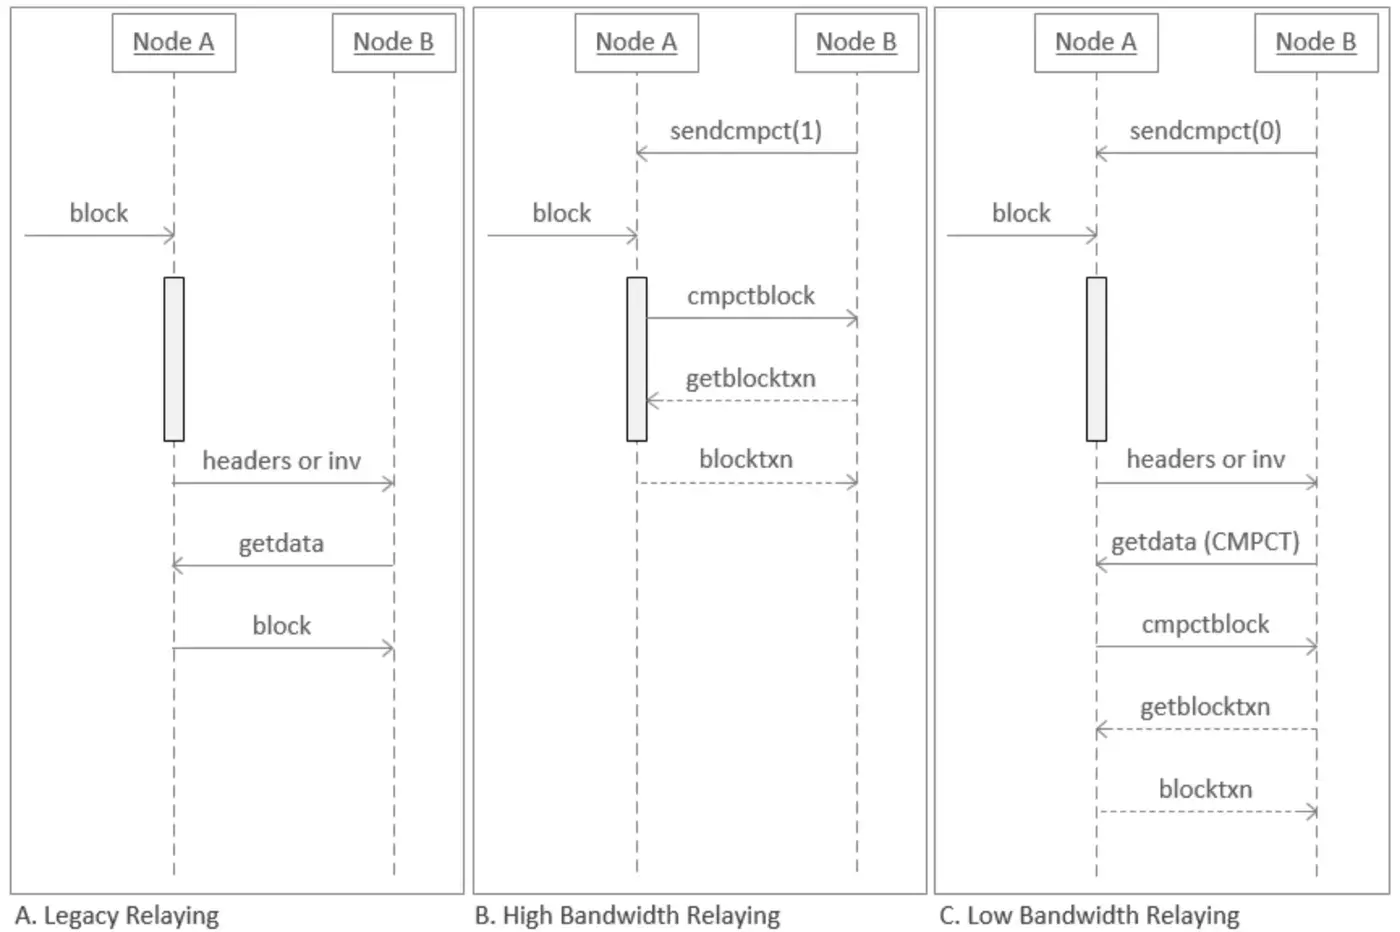 Node A
Node B
block
headers or inv
getdata
block
A. Legacy Relaying
Node A
Node B
sendcmpct(1)
block
cmpctblock
getblocktxn
blocktxn
B. High Bandwidth Relaying
Node A
Node B
sendcmpct(0)
block
headers or inv
getdata (CMPCT)
cmpctblock
getblocktxn
blocktxn
C. Low Bandwidth Relaying